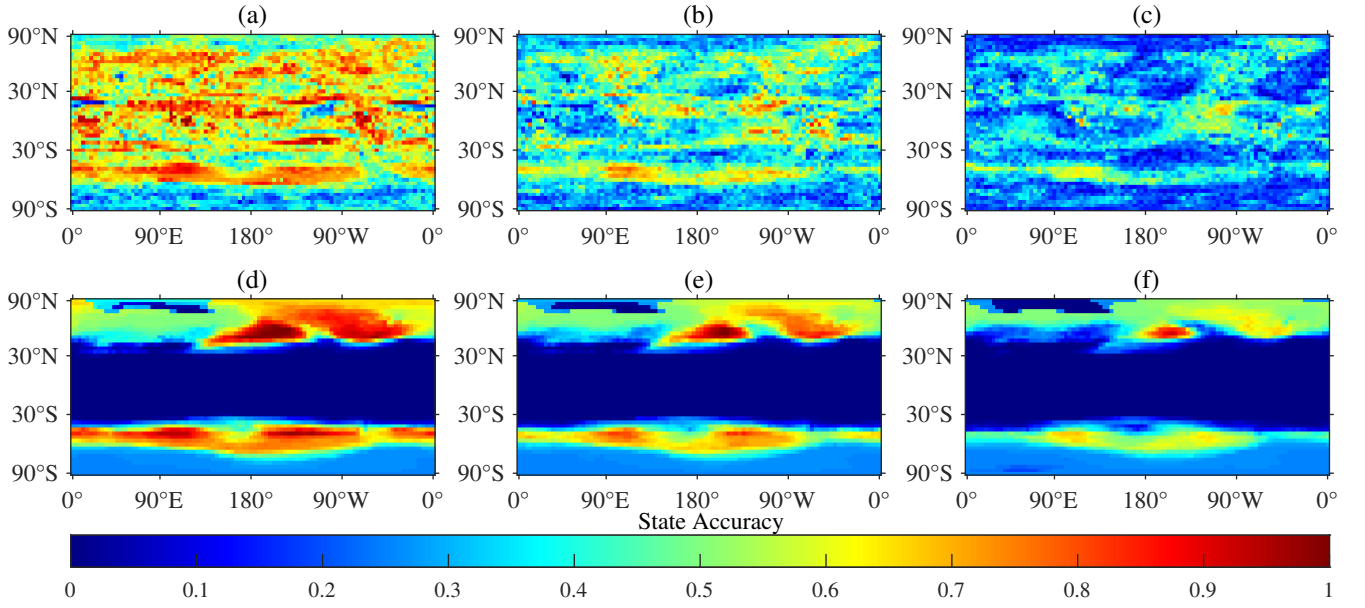 (a) (b) (c)
90°N 90°N 90°N
30°N 30°N 30°N
30°S 30°S 30°S
90°S 90°S 90°S
0° 90°E 180° 90°W 0° 0° 90°E 180° 90°W 0° 0° 90°E 180° 90°W 0°
(d) (e) (f)
90°N 90°N 90°N
30°N 30°N 30°N
30°S 30°S 30°S
90°S 90°S 90°S
0° 90°E 180° 90°W 0° 0° 90°E 180° 90°W 0° 0° 90°E 180° 90°W 0°
State Accuracy
0 0.1 0.2 0.3 0.4 0.5 0.6 0.7 0.8 0.9 1